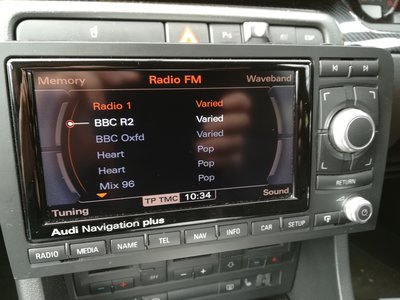 Memory Radio FM Waveband
Radio 1 Varied
BBC R2 Varied
BBC Oxfd Varied
Heart Pop
Heart Pop
Mix 96 Pop
TP TMC 10:34
Tuning Sound
Audi Navigation plus
RETURN
RADIO MEDIA NAME TEL NAV INFO CAR SETUP